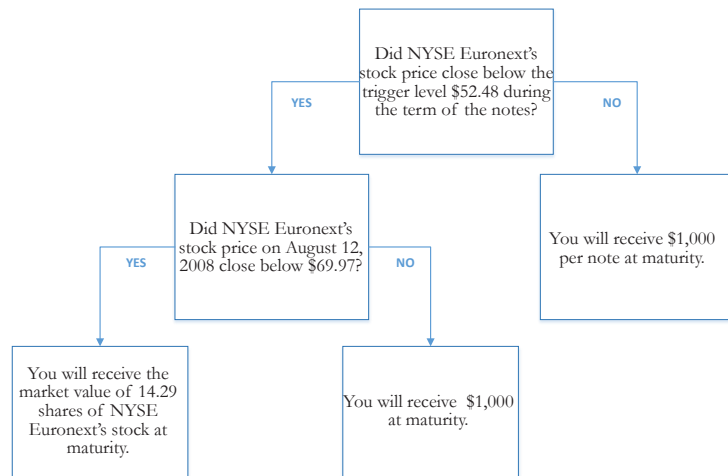 Did NYSE Euronext's
stock price close below the
trigger level $52.48 during
the term of the notes?
YES
NO
Did NYSE Euronext's
stock price on August 12,
2008 close below $69.97?
You will receive $1,000
per note at maturity.
YES
NO
You will receive the
market value of 14.29
shares of NYSE
Euronext's stock at
maturity.
You will receive $1,000
at maturity.